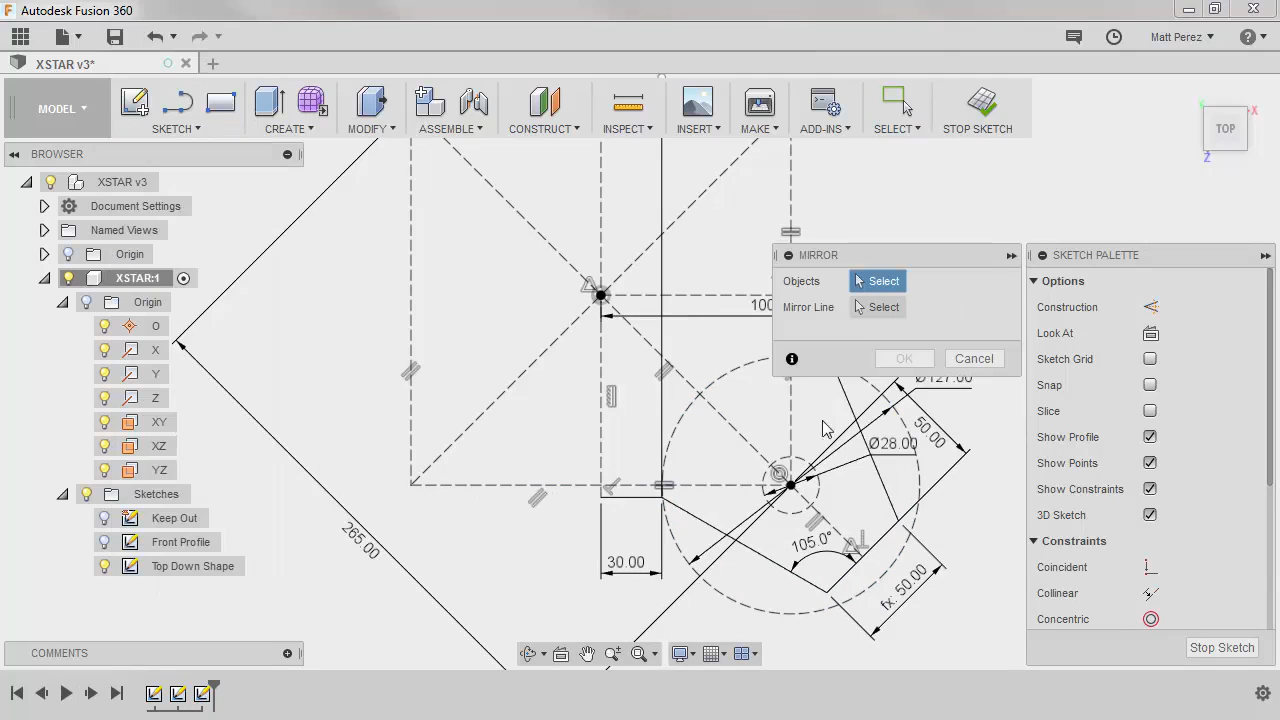 Autodesk Fusion 360
Matt Perez
XSTAR v3*
MODEL
SKETCH
CREATE
MODIFY
ASSEMBLE
CONSTRUCT
INSPECT
INSERT
MAKE
ADD-INS
SELECT
STOP SKETCH
TOP
X
Z
BROWSER
XSTAR v3
Document Settings
Named Views
Origin
XSTAR:1
Origin
O
X
Y
Z
XY
XZ
YZ
Sketches
Keep Out
Front Profile
Top Down Shape
COMMENTS
100
Ø127.00
50.00
Ø28.00
105.0°
fx: 50.00
30.00
265.00
MIRROR
Objects
Select
Mirror Line
Select
OK
Cancel
SKETCH PALETTE
Options
Construction
Look At
Sketch Grid
Snap
Slice
Show Profile
Show Points
Show Constraints
3D Sketch
Constraints
Coincident
Collinear
Concentric
Stop Sketch